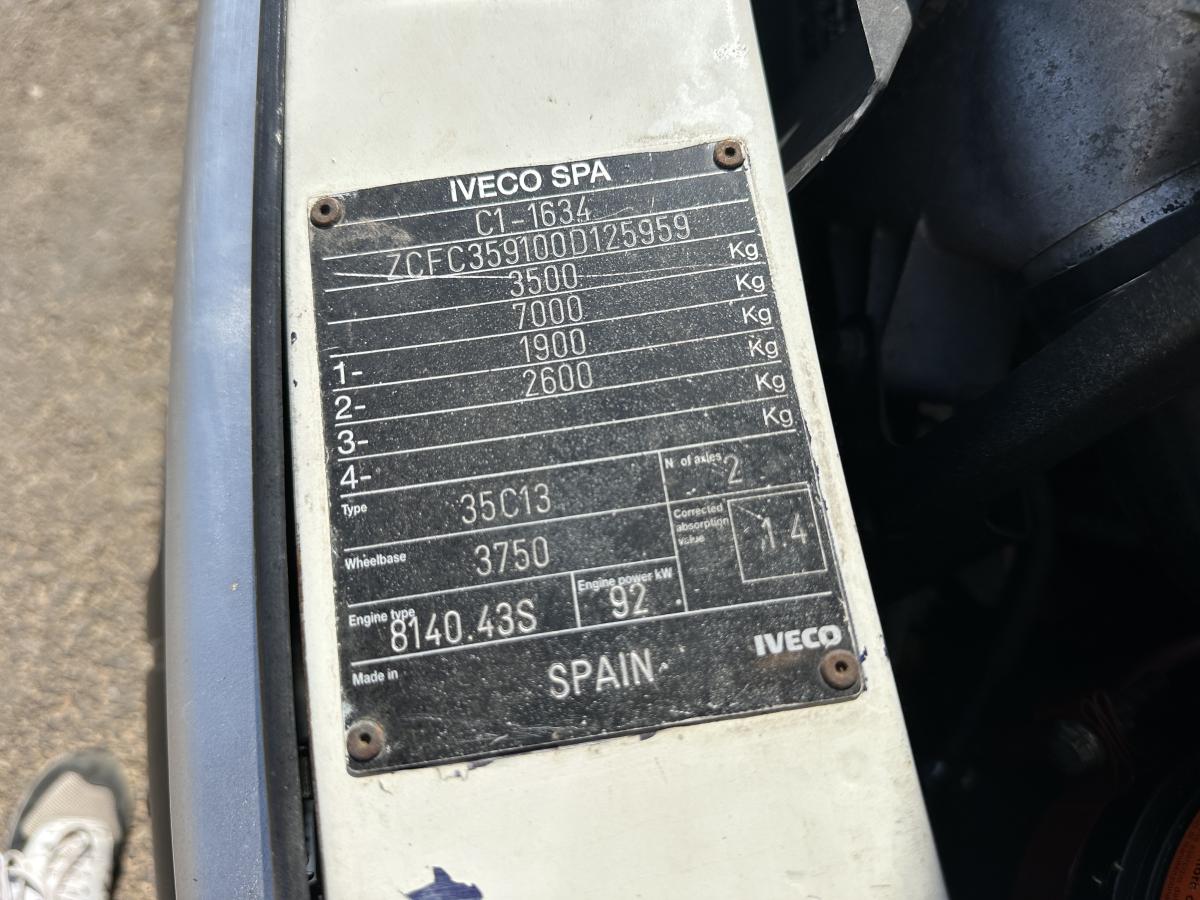 IVECO SPA
C1-1634
ZCFC359100D125959
3500 Kg
7000 Kg
1- 1900 Kg
2- 2600 Kg
3- Kg
4- Kg
Type 35C13
N of axles 2
Wheelbase 3750
Corrected absorption value 1.4
Engine type 8140.43S
Engine power kW 92
Made in SPAIN
IVECO